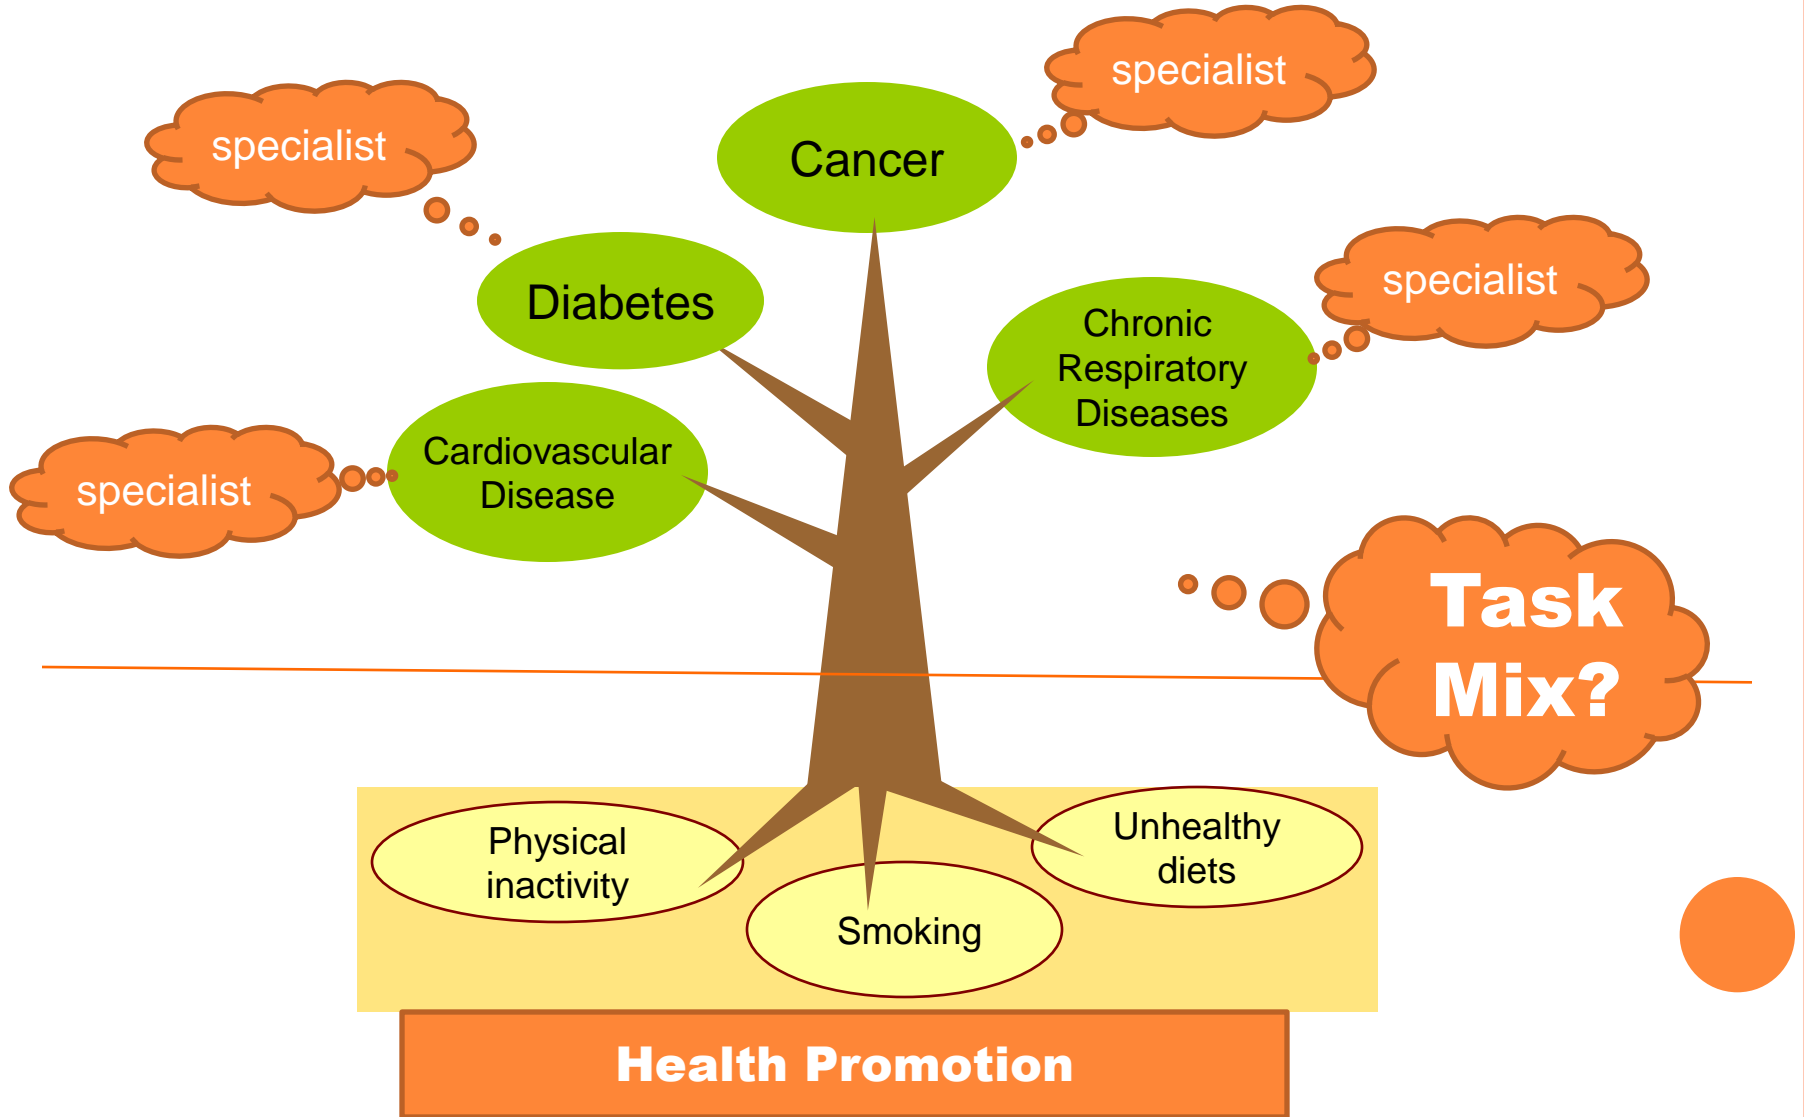 specialist
specialist
Cancer
Diabetes
specialist
Chronic
Respiratory
Diseases
Cardiovascular
Disease
specialist
Task
Mix?
Physical
inactivity
Unhealthy
diets
Smoking
Health Promotion